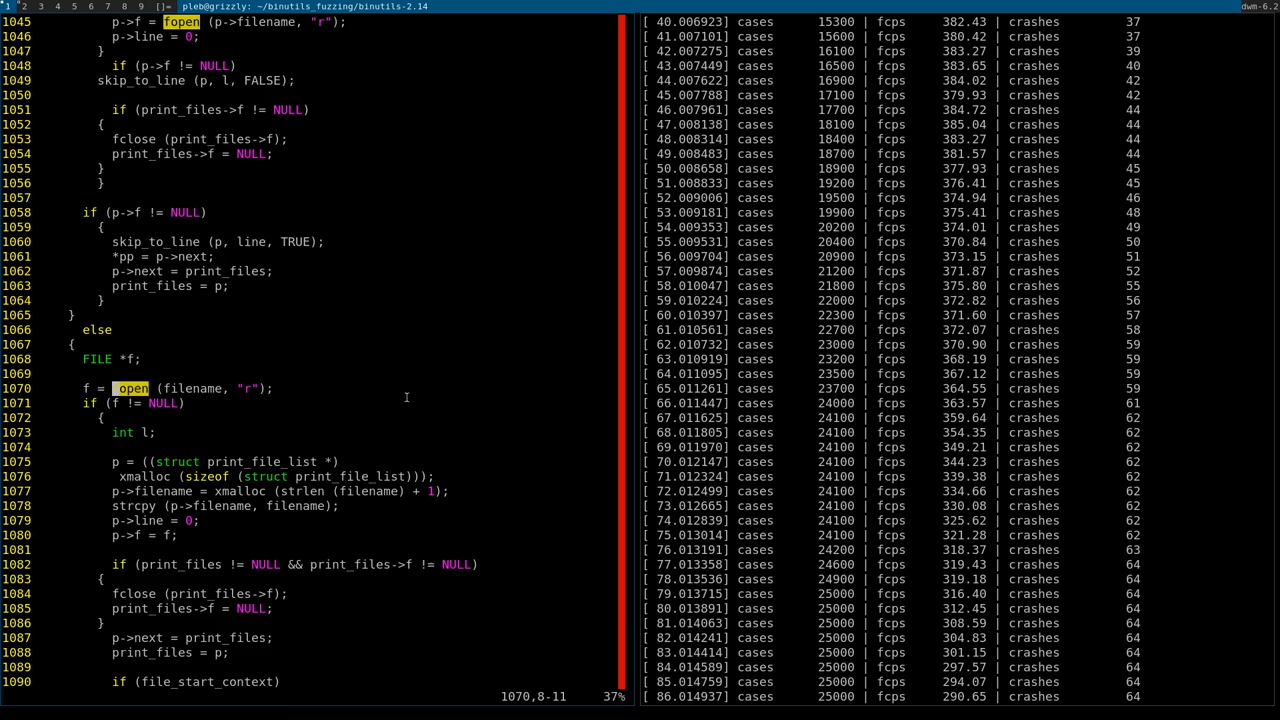 1 2 3 4 5 6 7 8 9 []= pleb@grizzly: ~/binutils_fuzzing/binutils-2.14 dwm-6.2
1045 p->f = fopen (p->filename, "r");
1046 p->line = 0;
1047 }
1048 if (p->f != NULL)
1049 skip_to_line (p, l, FALSE);
1050
1051 if (print_files->f != NULL)
1052 {
1053 fclose (print_files->f);
1054 print_files->f = NULL;
1055 }
1056 }
1057
1058 if (p->f != NULL)
1059 {
1060 skip_to_line (p, line, TRUE);
1061 *pp = p->next;
1062 p->next = print_files;
1063 print_files = p;
1064 }
1065 }
1066 else
1067 {
1068 FILE *f;
1069
1070 f = fopen (filename, "r");
1071 if (f != NULL)
1072 {
1073 int l;
1074
1075 p = ((struct print_file_list *)
1076 xmalloc (sizeof (struct print_file_list)));
1077 p->filename = xmalloc (strlen (filename) + 1);
1078 strcpy (p->filename, filename);
1079 p->line = 0;
1080 p->f = f;
1081
1082 if (print_files != NULL && print_files->f != NULL)
1083 {
1084 fclose (print_files->f);
1085 print_files->f = NULL;
1086 }
1087 p->next = print_files;
1088 print_files = p;
1089
1090 if (file_start_context)
1070,8-11 37%
[ 40.006923] cases 15300 | fcps 382.43 | crashes 37
[ 41.007101] cases 15600 | fcps 380.42 | crashes 37
[ 42.007275] cases 16100 | fcps 383.27 | crashes 39
[ 43.007449] cases 16500 | fcps 383.65 | crashes 40
[ 44.007622] cases 16900 | fcps 384.02 | crashes 42
[ 45.007788] cases 17100 | fcps 379.93 | crashes 42
[ 46.007961] cases 17700 | fcps 384.72 | crashes 44
[ 47.008138] cases 18100 | fcps 385.04 | crashes 44
[ 48.008314] cases 18400 | fcps 383.27 | crashes 44
[ 49.008483] cases 18700 | fcps 381.57 | crashes 44
[ 50.008658] cases 18900 | fcps 377.93 | crashes 45
[ 51.008833] cases 19200 | fcps 376.41 | crashes 45
[ 52.009006] cases 19500 | fcps 374.94 | crashes 46
[ 53.009181] cases 19900 | fcps 375.41 | crashes 48
[ 54.009353] cases 20200 | fcps 374.01 | crashes 49
[ 55.009531] cases 20400 | fcps 370.84 | crashes 50
[ 56.009704] cases 20900 | fcps 373.15 | crashes 51
[ 57.009874] cases 21200 | fcps 371.87 | crashes 52
[ 58.010047] cases 21800 | fcps 375.80 | crashes 55
[ 59.010224] cases 22000 | fcps 372.82 | crashes 56
[ 60.010397] cases 22300 | fcps 371.60 | crashes 57
[ 61.010561] cases 22700 | fcps 372.07 | crashes 58
[ 62.010732] cases 23000 | fcps 370.90 | crashes 59
[ 63.010919] cases 23200 | fcps 368.19 | crashes 59
[ 64.011095] cases 23500 | fcps 367.12 | crashes 59
[ 65.011261] cases 23700 | fcps 364.55 | crashes 59
[ 66.011447] cases 24000 | fcps 363.57 | crashes 61
[ 67.011625] cases 24100 | fcps 359.64 | crashes 62
[ 68.011805] cases 24100 | fcps 354.35 | crashes 62
[ 69.011970] cases 24100 | fcps 349.21 | crashes 62
[ 70.012147] cases 24100 | fcps 344.23 | crashes 62
[ 71.012324] cases 24100 | fcps 339.38 | crashes 62
[ 72.012499] cases 24100 | fcps 334.66 | crashes 62
[ 73.012665] cases 24100 | fcps 330.08 | crashes 62
[ 74.012839] cases 24100 | fcps 325.62 | crashes 62
[ 75.013014] cases 24100 | fcps 321.28 | crashes 62
[ 76.013191] cases 24200 | fcps 318.37 | crashes 63
[ 77.013358] cases 24600 | fcps 319.43 | crashes 64
[ 78.013536] cases 24900 | fcps 319.18 | crashes 64
[ 79.013715] cases 25000 | fcps 316.40 | crashes 64
[ 80.013891] cases 25000 | fcps 312.45 | crashes 64
[ 81.014063] cases 25000 | fcps 308.59 | crashes 64
[ 82.014241] cases 25000 | fcps 304.83 | crashes 64
[ 83.014414] cases 25000 | fcps 301.15 | crashes 64
[ 84.014589] cases 25000 | fcps 297.57 | crashes 64
[ 85.014759] cases 25000 | fcps 294.07 | crashes 64
[ 86.014937] cases 25000 | fcps 290.65 | crashes 64